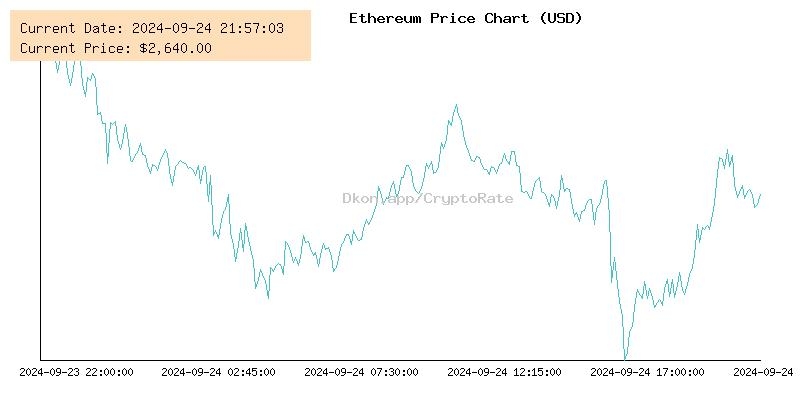 Ethereum Price Chart (USD)
Current Date: 2024-09-24 21:57:03
Current Price: $2,640.00
Dkon.app/CryptoRate
2024-09-23 22:00:00 2024-09-24 02:45:00 2024-09-24 07:30:00 2024-09-24 12:15:00 2024-09-24 17:00:00 2024-09-24